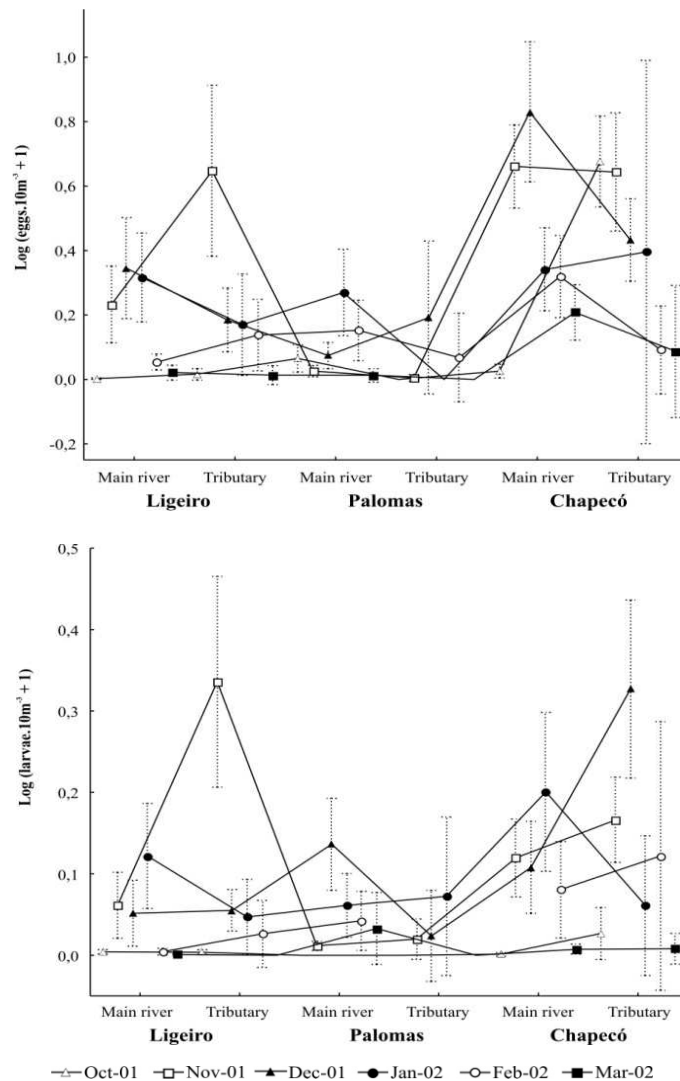 Log (eggs.10m⁻³ + 1)
1,0
0,8
0,6
0,4
0,2
0,0
-0,2
Main river Tributary Main river Tributary Main river Tributary
Ligeiro Palomas Chapecó
Log (larvae.10m⁻³ + 1)
0,5
0,4
0,3
0,2
0,1
0,0
Main river Tributary Main river Tributary Main river Tributary
Ligeiro Palomas Chapecó
Oct-01 Nov-01 Dec-01 Jan-02 Feb-02 Mar-02